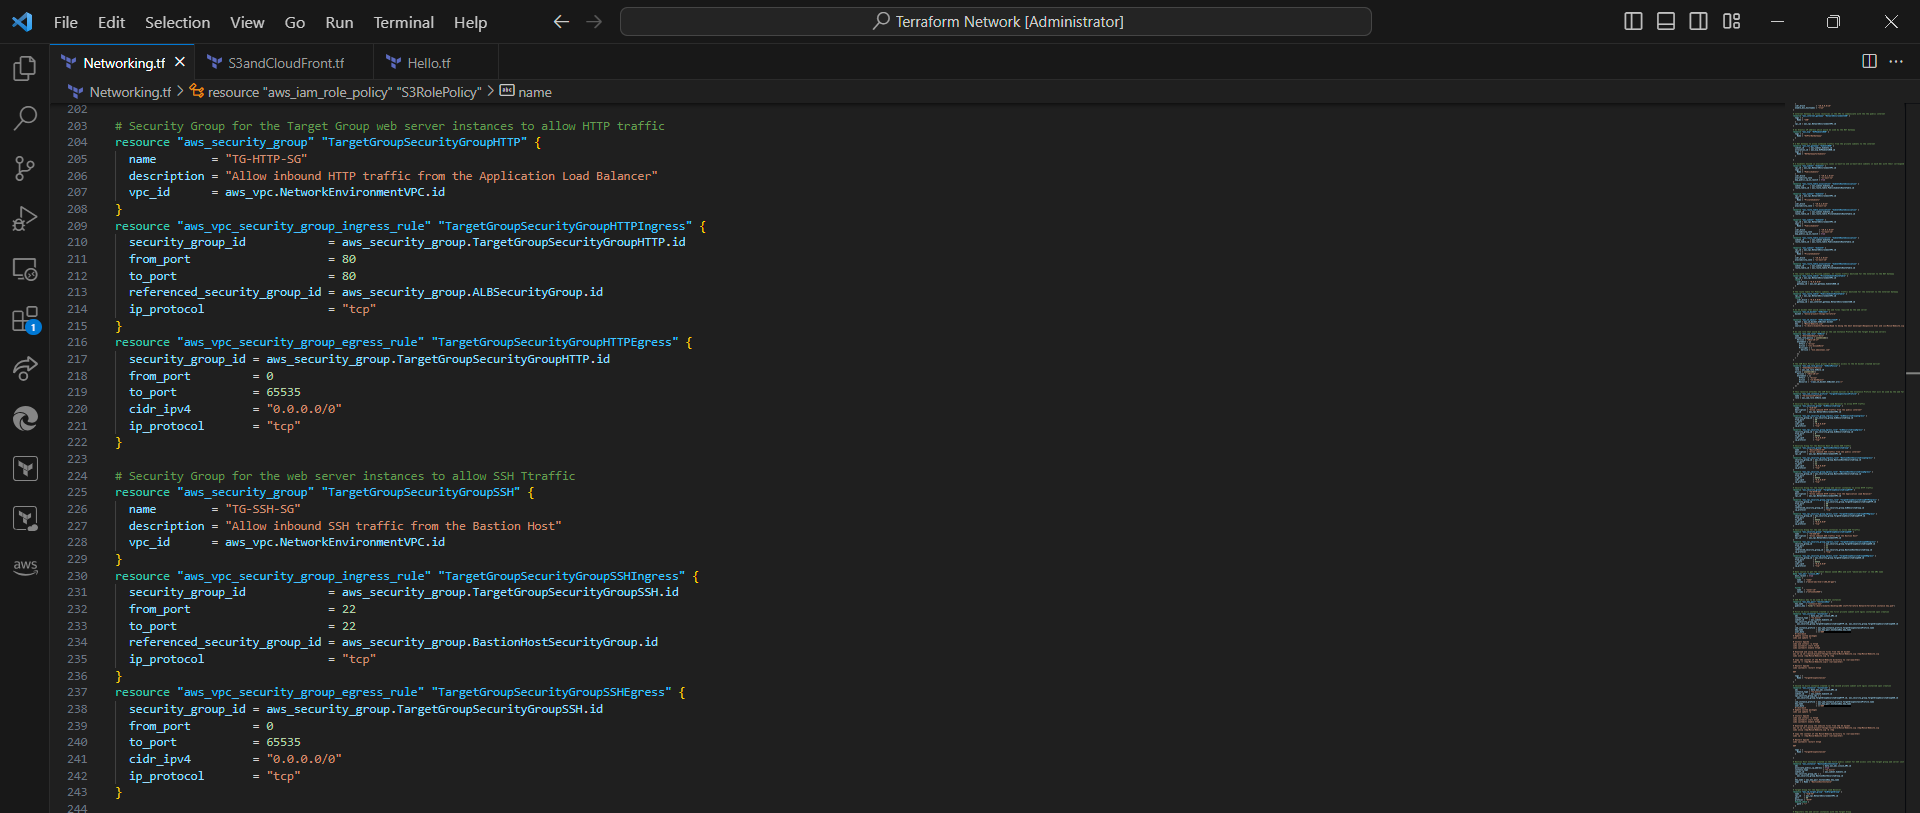 File Edit Selection View Go Run Terminal Help Terraform Network [Administrator]
Networking.tf S3andCloudFront.tf Hello.tf
Networking.tf > resource "aws_iam_role_policy" "S3RolePolicy" > name
202
203 # Security Group for the Target Group web server instances to allow HTTP traffic
204 resource "aws_security_group" "TargetGroupSecurityGroupHTTP" {
205 name = "TG-HTTP-SG"
206 description = "Allow inbound HTTP traffic from the Application Load Balancer"
207 vpc_id = aws_vpc.NetworkEnvironmentVPC.id
208 }
209 resource "aws_vpc_security_group_ingress_rule" "TargetGroupSecurityGroupHTTPIngress" {
210 security_group_id = aws_security_group.TargetGroupSecurityGroupHTTP.id
211 from_port = 80
212 to_port = 80
213 referenced_security_group_id = aws_security_group.ALBSecurityGroup.id
214 ip_protocol = "tcp"
215 }
216 resource "aws_vpc_security_group_egress_rule" "TargetGroupSecurityGroupHTTPEgress" {
217 security_group_id = aws_security_group.TargetGroupSecurityGroupHTTP.id
218 from_port = 0
219 to_port = 65535
220 cidr_ipv4 = "0.0.0.0/0"
221 ip_protocol = "tcp"
222 }
223
224 # Security Group for the web server instances to allow SSH Ttraffic
225 resource "aws_security_group" "TargetGroupSecurityGroupSSH" {
226 name = "TG-SSH-SG"
227 description = "Allow inbound SSH traffic from the Bastion Host"
228 vpc_id = aws_vpc.NetworkEnvironmentVPC.id
229 }
230 resource "aws_vpc_security_group_ingress_rule" "TargetGroupSecurityGroupSSHIngress" {
231 security_group_id = aws_security_group.TargetGroupSecurityGroupSSH.id
232 from_port = 22
233 to_port = 22
234 referenced_security_group_id = aws_security_group.BastionHostSecurityGroup.id
235 ip_protocol = "tcp"
236 }
237 resource "aws_vpc_security_group_egress_rule" "TargetGroupSecurityGroupSSHEgress" {
238 security_group_id = aws_security_group.TargetGroupSecurityGroupSSH.id
239 from_port = 0
240 to_port = 65535
241 cidr_ipv4 = "0.0.0.0/0"
242 ip_protocol = "tcp"
243 }
244
1
aws